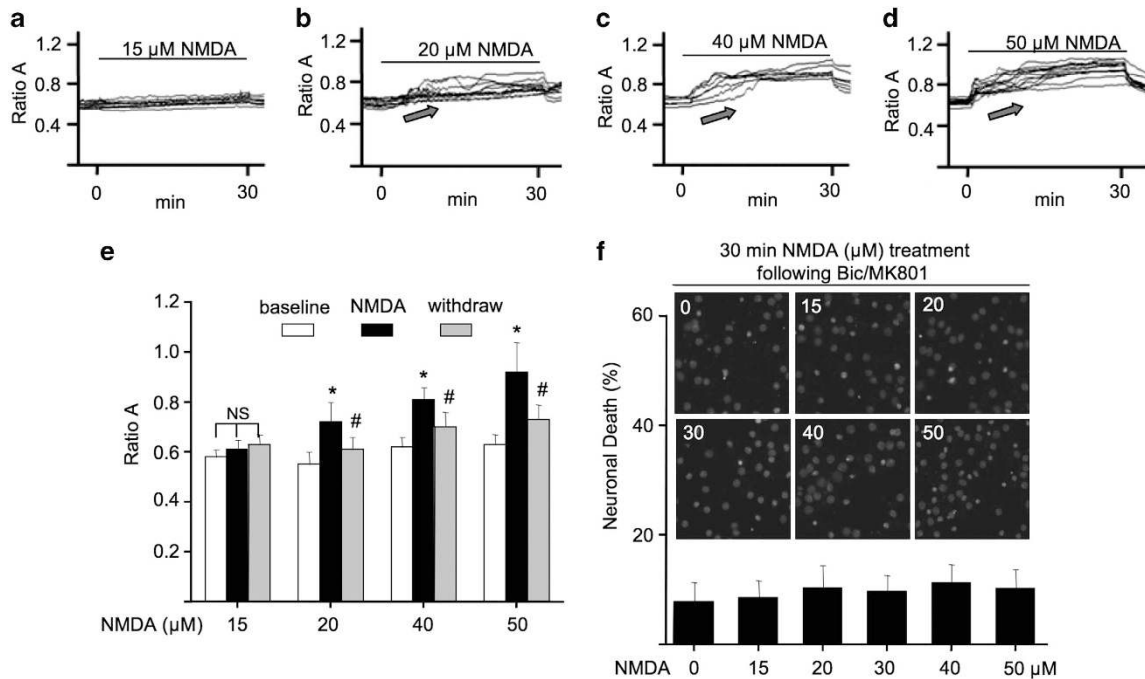 a
15 µM NMDA
1.2
0.8
0.4
Ratio A
0
30
min
b
20 µM NMDA
1.2
0.8
0.4
Ratio A
0
30
min
c
40 µM NMDA
1.2
0.8
0.4
Ratio A
0
30
min
d
50 µM NMDA
1.2
0.8
0.4
Ratio A
0
30
min
e
baseline
NMDA
withdraw
1.2
1.0
0.8
0.6
0.4
0.2
Ratio A
NS
*
#
*
#
*
#
NMDA (µM)
15
20
40
50
f
30 min NMDA (µM) treatment
following Bic/MK801
60
40
20
Neuronal Death (%)
0
15
20
30
40
50
NMDA
0
15
20
30
40
50 µM